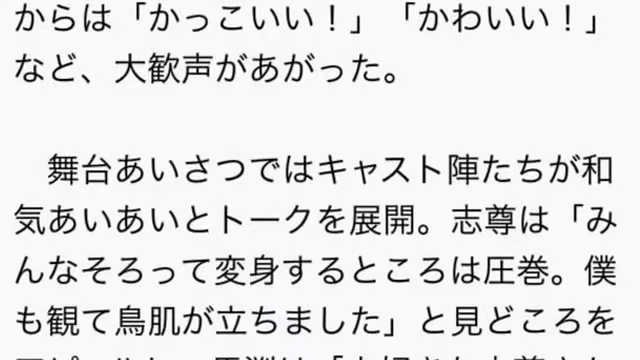 からは「かっこいい！」「かわいい！」
など、大歓声があがった。
舞台あいさつではキャスト陣たちが和
気あいあいとトークを展開。志尊は「み
んなそろって変身するところは圧巻。僕
も観て鳥肌が立ちました」と見どころを